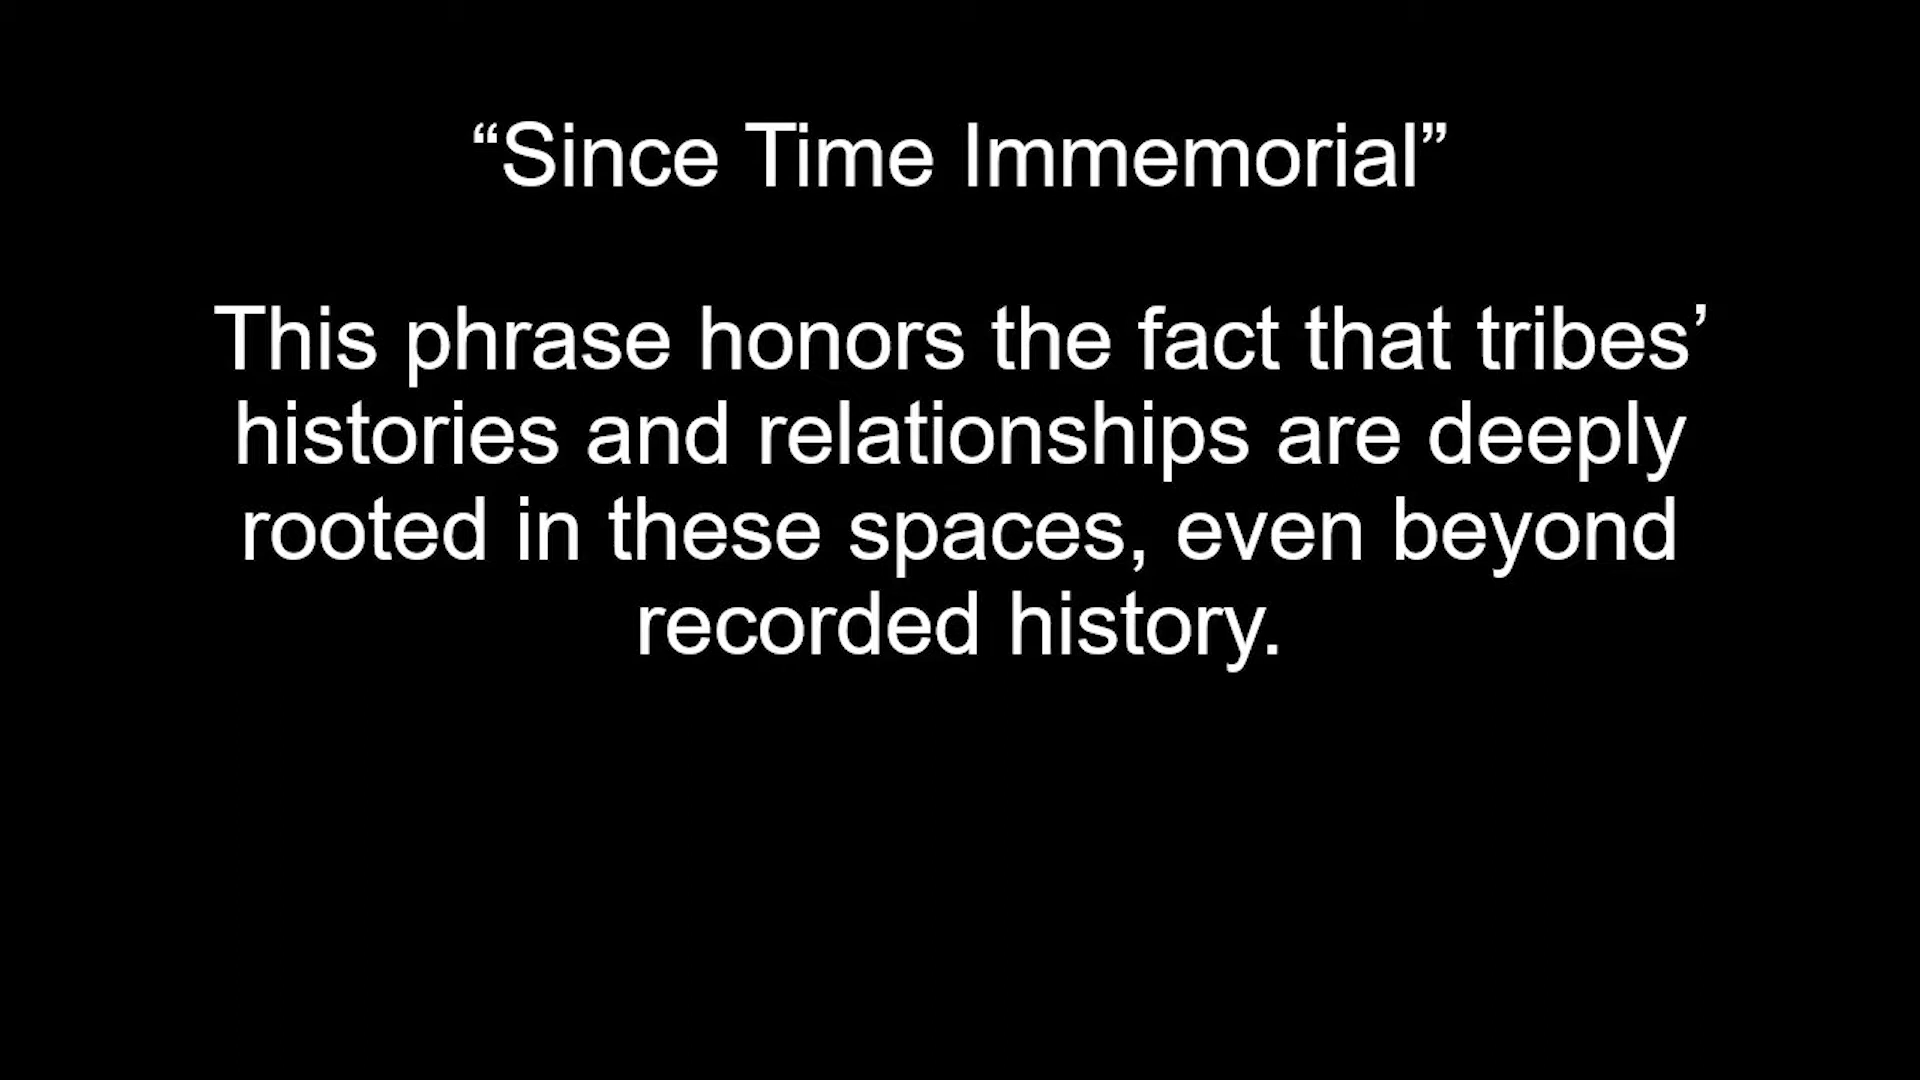 “Since Time Immemorial”
This phrase honors the fact that tribes’
histories and relationships are deeply
rooted in these spaces, even beyond
recorded history.